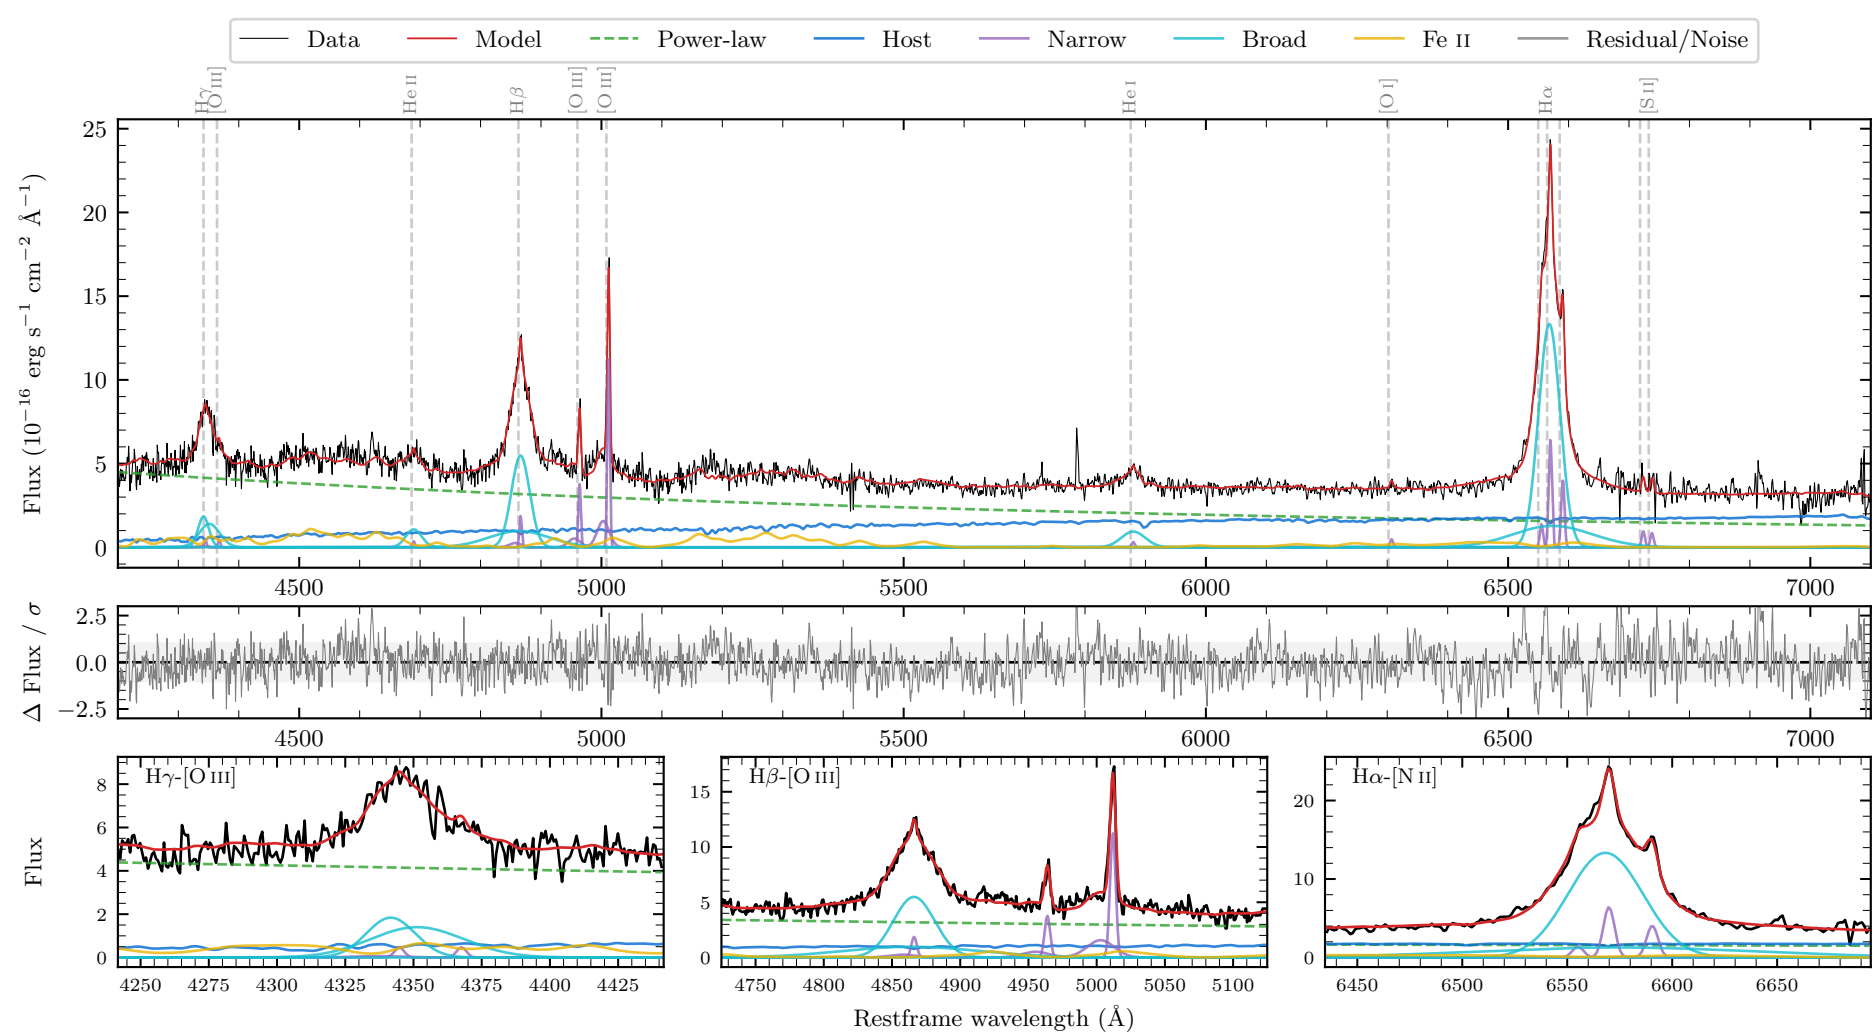 Data Model Power-law Host Narrow Broad Fe II Residual/Noise
Hγ [O III] He II Hβ [O III] [O III] He I [O I] Hα [S II]
Flux (10⁻¹⁶ erg s⁻¹ cm⁻² Å⁻¹)
25
20
15
10
5
0
4500 5000 5500 6000 6500 7000
Δ Flux / σ
2.5
0.0
−2.5
4500 5000 5500 6000 6500 7000
Flux
Hγ-[O III]
8
6
4
2
0
4250 4275 4300 4325 4350 4375 4400 4425
Hβ-[O III]
15
10
5
0
4750 4800 4850 4900 4950 5000 5050 5100
Hα-[N II]
20
10
0
6450 6500 6550 6600 6650
Restframe wavelength (Å)